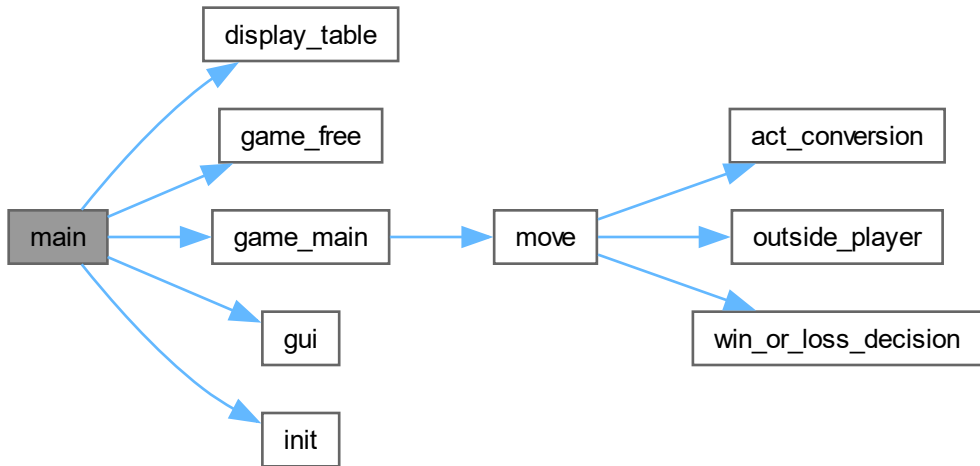 display_table
game_free
act_conversion
main
game_main
move
outside_player
gui
win_or_loss_decision
init